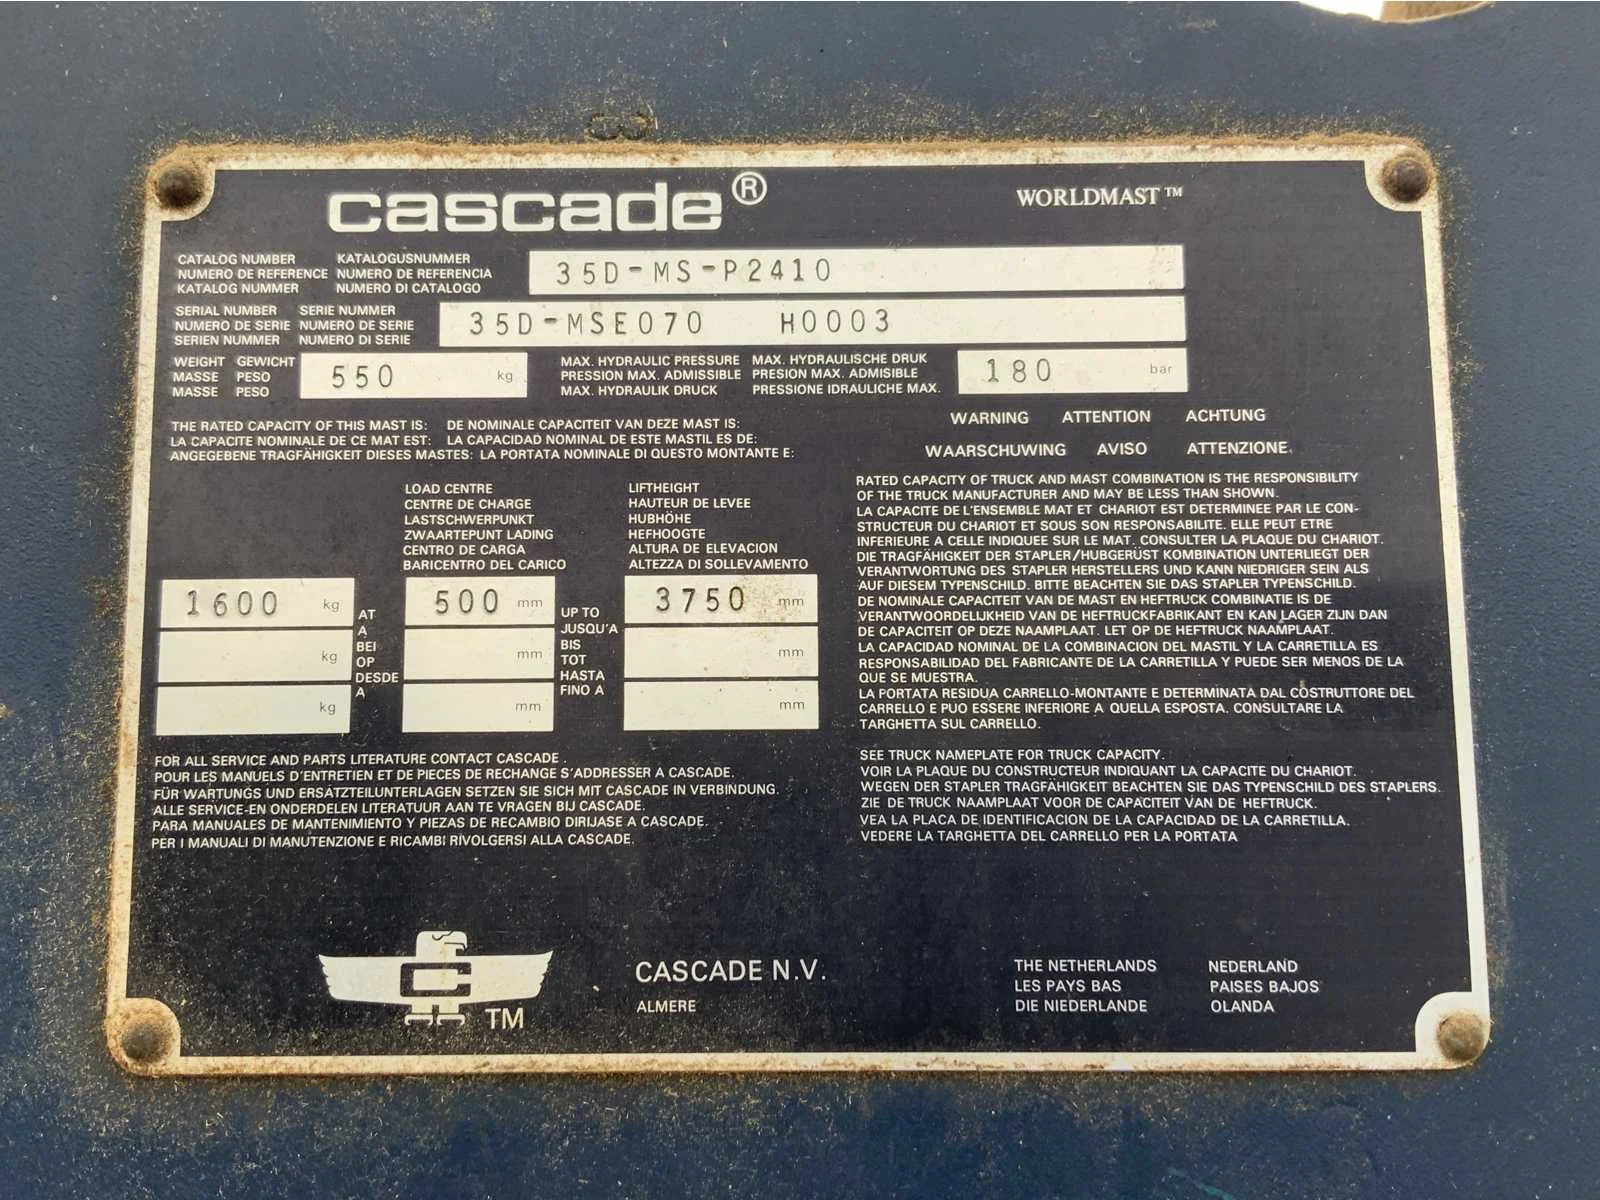 cascade®
WORLDMAST™
CATALOG NUMBER KATALOGUSNUMMER
NUMERO DE REFERENCE NUMERO DE REFERENCIA
KATALOG NUMMER NUMERO DI CATALOGO
35D-MS-P2410
SERIAL NUMBER SERIE NUMMER
NUMERO DE SERIE NUMERO DE SERIE
SERIEN NUMMER NUMERO DI SERIE
35D-MSE070 H0003
WEIGHT GEWICHT
MASSE PESO
MASSE PESO
550 kg
MAX. HYDRAULIC PRESSURE MAX. HYDRAULISCHE DRUK
PRESSION MAX. ADMISSIBLE PRESION MAX. ADMISIBLE
MAX. HYDRAULIK DRUCK PRESSIONE IDRAULICHE MAX.
180 bar
THE RATED CAPACITY OF THIS MAST IS: DE NOMINALE CAPACITEIT VAN DEZE MAST IS:
LA CAPACITE NOMINALE DE CE MAT EST: LA CAPACIDAD NOMINAL DE ESTE MASTIL ES DE:
ANGEGEBENE TRAGFÄHIGKEIT DIESES MASTES: LA PORTATA NOMINALE DI QUESTO MONTANTE E:
LOAD CENTRE
CENTRE DE CHARGE
LASTSCHWERPUNKT
ZWAARTEPUNT LADING
CENTRO DE CARGA
BARICENTRO DEL CARICO
LIFTHEIGHT
HAUTEUR DE LEVEE
HUBHÖHE
HEFHOOGTE
ALTURA DE ELEVACION
ALTEZZA DI SOLLEVAMENTO
1600 kg
kg
kg
AT
A
BEI
OP
DESDE
A
500 mm
mm
mm
UP TO
JUSQU'A
BIS
TOT
HASTA
FINO A
3750 mm
mm
mm
FOR ALL SERVICE AND PARTS LITERATURE CONTACT CASCADE.
POUR LES MANUELS D'ENTRETIEN ET DE PIECES DE RECHANGE S'ADDRESSER A CASCADE.
FÜR WARTUNGS UND ERSÄTZTEILUNTERLAGEN SETZEN SIE SICH MIT CASCADE IN VERBINDUNG.
ALLE SERVICE-EN ONDERDELEN LITERATUUR AAN TE VRAGEN BIJ CASCADE.
PARA MANUALES DE MANTENIMIENTO Y PIEZAS DE RECAMBIO DIRIJASE A CASCADE.
PER I MANUALI DI MANUTENZIONE E RICAMBI RIVOLGERSI ALLA CASCADE.
WARNING ATTENTION ACHTUNG
WAARSCHUWING AVISO ATTENZIONE
RATED CAPACITY OF TRUCK AND MAST COMBINATION IS THE RESPONSIBILITY
OF THE TRUCK MANUFACTURER AND MAY BE LESS THAN SHOWN.
LA CAPACITE DE L'ENSEMBLE MAT ET CHARIOT EST DETERMINEE PAR LE CON-
STRUCTEUR DU CHARIOT ET SOUS SON RESPONSABILITE. ELLE PEUT ETRE
INFERIEURE A CELLE INDIQUEE SUR LE MAT. CONSULTER LA PLAQUE DU CHARIOT.
DIE TRAGFÄHIGKEIT DER STAPLER/HUBGERÜST KOMBINATION UNTERLIEGT DER
VERANTWORTUNG DES STAPLER HERSTELLERS UND KANN NIEDRIGER SEIN ALS
AUF DIESEM TYPENSCHILD. BITTE BEACHTEN SIE DAS STAPLER TYPENSCHILD.
DE NOMINALE CAPACITEIT VAN DE MAST EN HEFTRUCK COMBINATIE IS DE
VERANTWOORDELIJKHEID VAN DE HEFTRUCKFABRIKANT EN KAN LAGER ZIJN DAN
DE CAPACITEIT OP DEZE NAAMPLAAT. LET OP DE HEFTRUCK NAAMPLAAT.
LA CAPACIDAD NOMINAL DE LA COMBINACION DEL MASTIL Y LA CARRETILLA ES
RESPONSABILIDAD DEL FABRICANTE DE LA CARRETILLA Y PUEDE SER MENOS DE LA
QUE SE MUESTRA.
LA PORTATA RESIDUA CARRELLO-MONTANTE E DETERMINATA DAL COSTRUTTORE DEL
CARRELLO E PUO ESSERE INFERIORE A QUELLA ESPOSTA. CONSULTARE LA
TARGHETTA SUL CARRELLO.
SEE TRUCK NAMEPLATE FOR TRUCK CAPACITY.
VOIR LA PLAQUE DU CONSTRUCTEUR INDIQUANT LA CAPACITE DU CHARIOT.
WEGEN DER STAPLER TRAGFÄHIGKEIT BEACHTEN SIE DAS TYPENSCHILD DES STAPLERS.
ZIE DE TRUCK NAAMPLAAT VOOR DE CAPACITEIT VAN DE HEFTRUCK.
VEA LA PLACA DE IDENTIFICACION DE LA CAPACIDAD DE LA CARRETILLA.
VEDERE LA TARGHETTA DEL CARRELLO PER LA PORTATA
C TM
CASCADE N.V.
ALMERE
THE NETHERLANDS NEDERLAND
LES PAYS BAS PAISES BAJOS
DIE NIEDERLANDE OLANDA